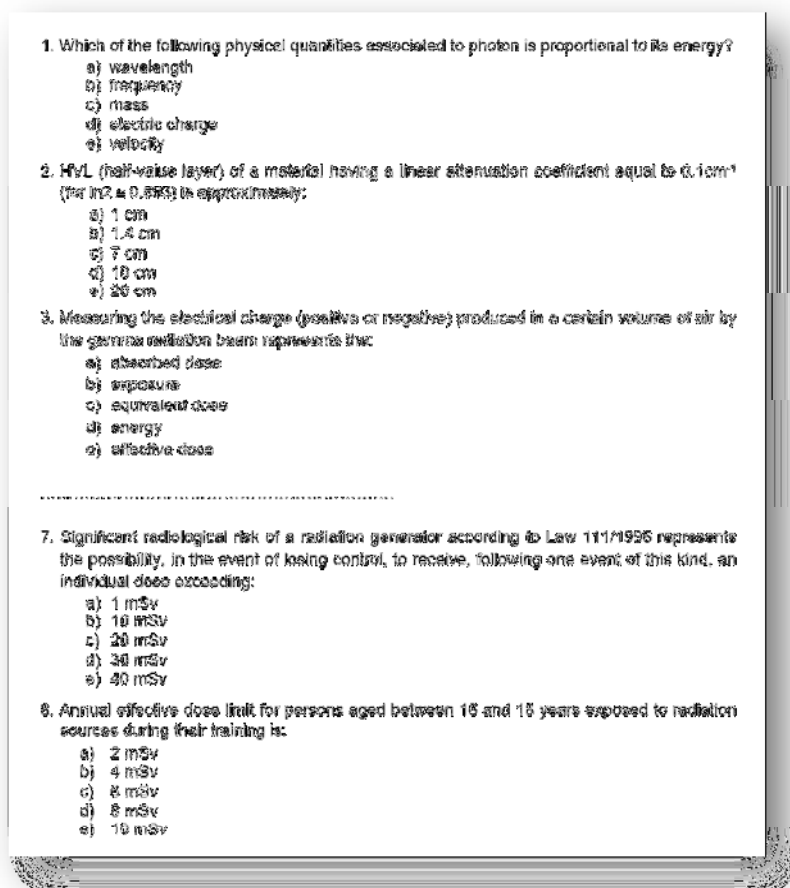 1. Which of the following physical quantities associated to photon is proportional to its energy?
a) wavelength
b) frequency
c) mass
d) electric charge
e) velocity
2. HVL (half-value layer) of a material having a linear attenuation coefficient equal to 0.1cm⁻¹
(for ln2 = 0.693) is approximately:
a) 1 cm
b) 1.4 cm
c) 7 cm
d) 10 cm
e) 20 cm
3. Measuring the electrical charge (positive or negative) produced in a certain volume of air by
the gamma radiation beam represents the:
a) absorbed dose
b) exposure
c) equivalent dose
d) energy
e) effective dose
7. Significant radiological risk of a radiation generator according to Law 111/1996 represents
the possibility, in the event of losing control, to receive, following one event of this kind, an
individual dose exceeding:
a) 1 mSv
b) 10 mSv
c) 20 mSv
d) 30 mSv
e) 40 mSv
8. Annual effective dose limit for persons aged between 16 and 18 years exposed to radiation
sources during their training is:
a) 2 mSv
b) 4 mSv
c) 6 mSv
d) 8 mSv
e) 10 mSv